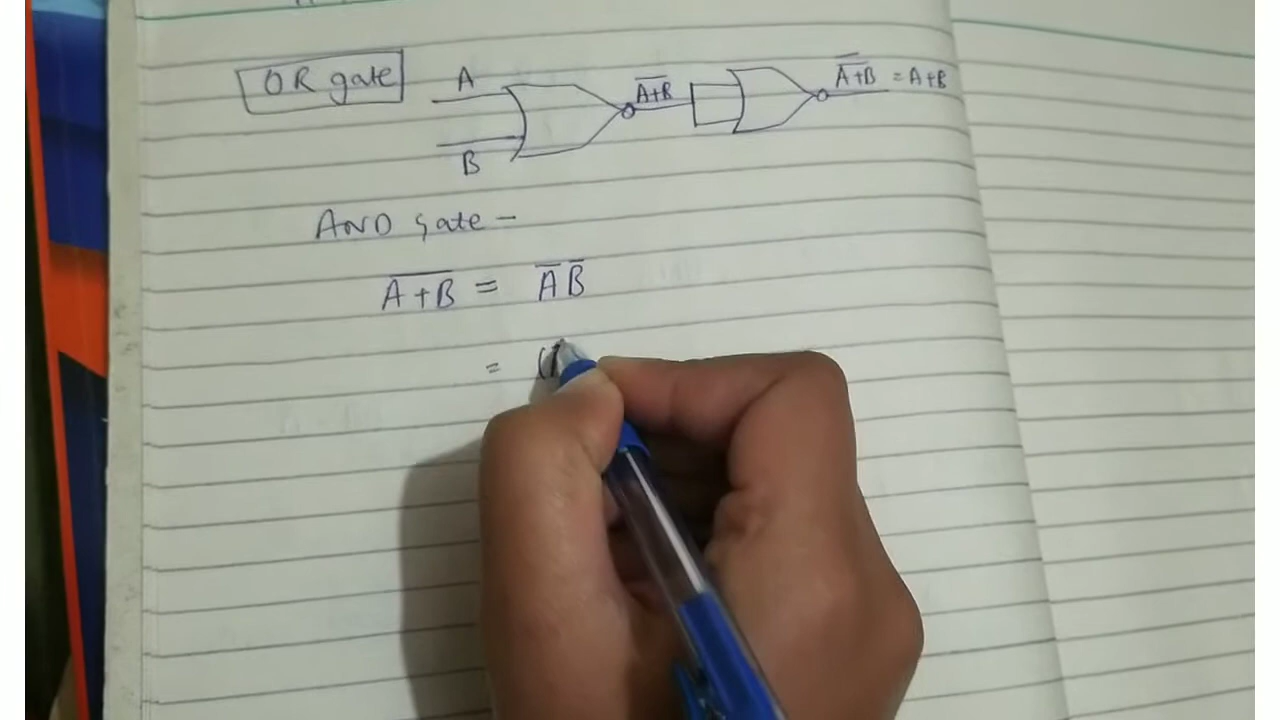 OR gate A A̅+̅B̅ A̅+̅B̅ = A+B
B
AND gate -
A̅+̅B̅ = A̅ B̅
= (